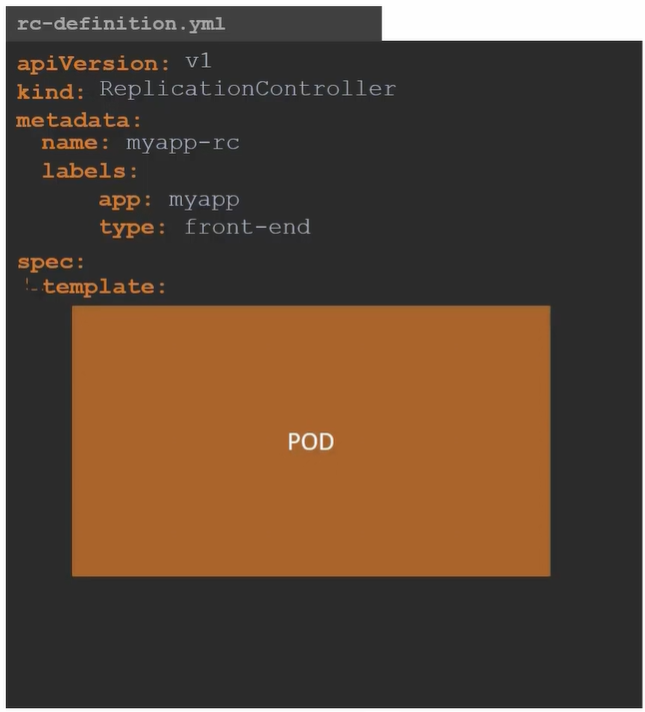 rc-definition.yml
apiVersion: v1
kind: ReplicationController
metadata:
  name: myapp-rc
  labels:
      app: myapp
      type: front-end
spec:
  template:
POD